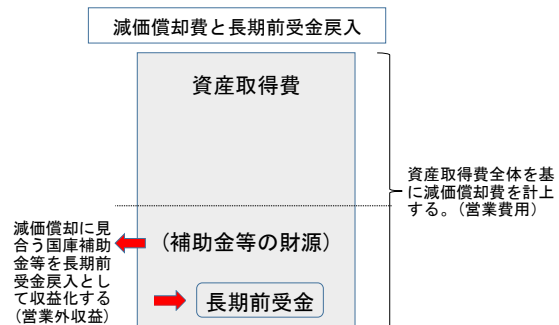 減価償却費と長期前受金戻入
資産取得費
資産取得費全体を基
に減価償却費を計上
する。（営業費用）
減価償却に見
合う国庫補助
金等を長期前
受金戻入とし
て収益化する
（営業外収益）
（補助金等の財源）
長期前受金